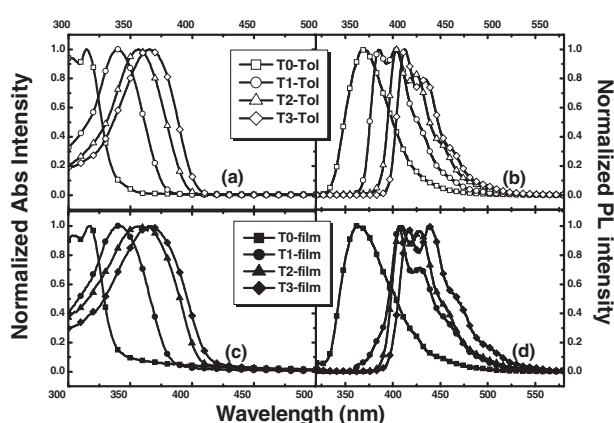 300 350 400 450 500 350 400 450 500 550
1.0
0.8
0.6
0.4
0.2
0.0
T0-Tol
T1-Tol
T2-Tol
T3-Tol
(a)
(b)
1.0
0.8
0.6
0.4
0.2
0.0
1.0
0.8
0.6
0.4
0.2
0.0
T0-film
T1-film
T2-film
T3-film
(c)
(d)
1.0
0.8
0.6
0.4
0.2
0.0
300 350 400 450 500 350 400 450 500 550
Wavelength (nm)
Normalized Abs Intensity
Normalized PL intensity